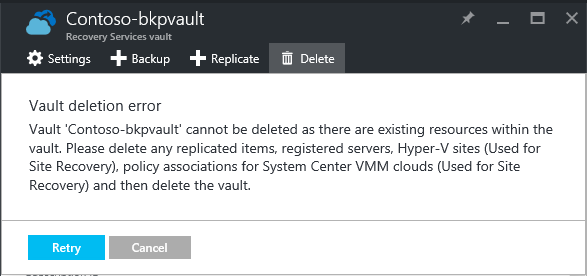 Contoso-bkpvault
Recovery Services vault
Settings Backup Replicate Delete
Vault deletion error
Vault 'Contoso-bkpvault' cannot be deleted as there are existing resources within the
vault. Please delete any replicated items, registered servers, Hyper-V sites (Used for
Site Recovery), policy associations for System Center VMM clouds (Used for Site
Recovery) and then delete the vault.
Retry Cancel